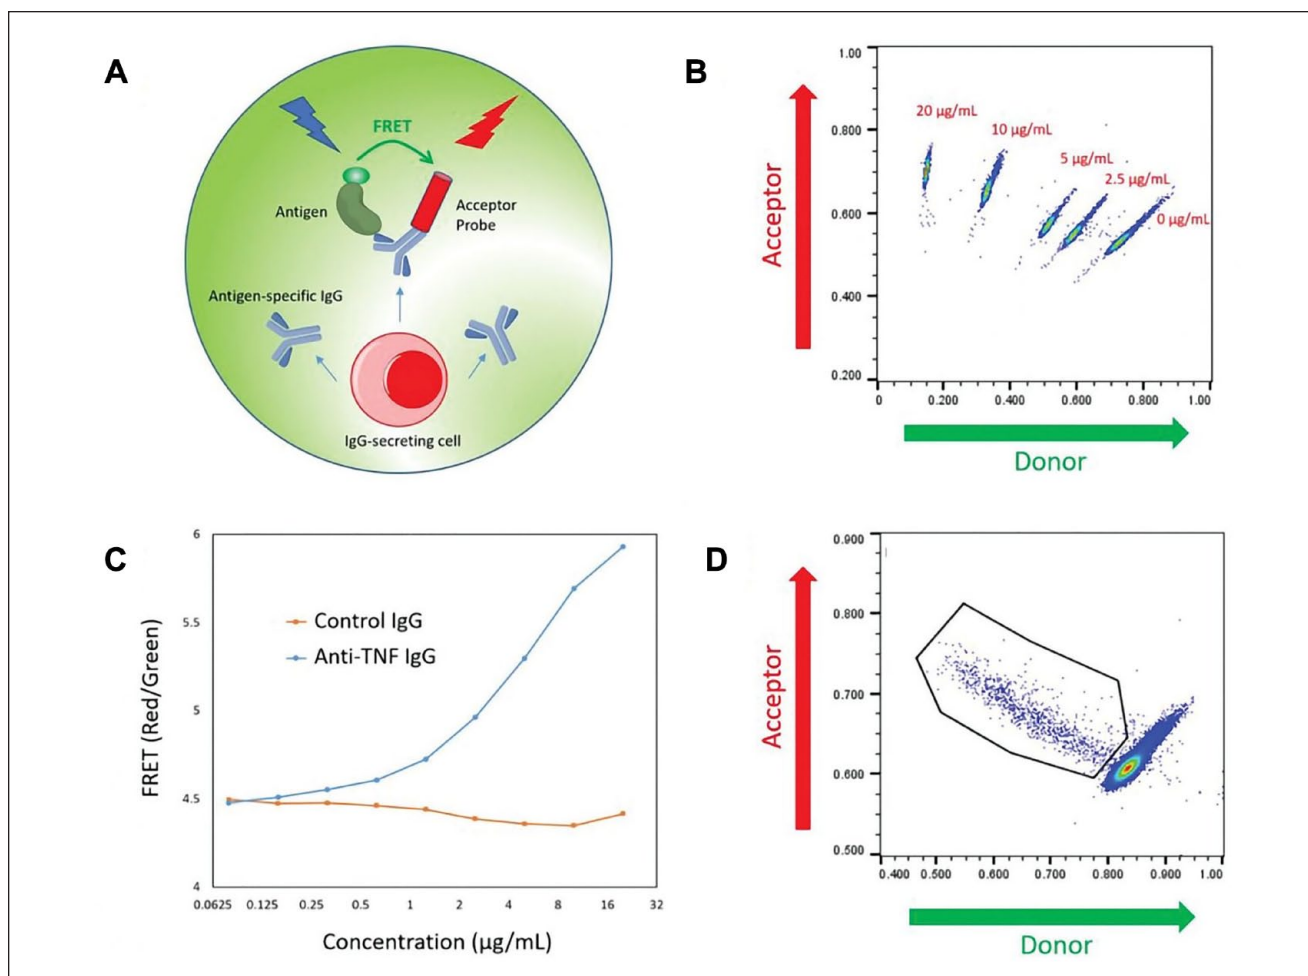 A
FRET
Antigen
Acceptor
Probe
Antigen-specific IgG
IgG-secreting cell
B
1.00
0.800
0.600
0.400
0.200
Acceptor
20 µg/mL
10 µg/mL
5 µg/mL
2.5 µg/mL
0 µg/mL
0
0.200
0.400
0.600
0.800
1.00
Donor
C
6
5.5
5
4.5
4
FRET (Red/Green)
Control IgG
Anti-TNF IgG
0.0625
0.125
0.25
0.5
1
2
4
8
16
32
Concentration (µg/mL)
D
0.900
0.800
0.700
0.600
0.500
Acceptor
0.400
0.500
0.600
0.700
0.800
0.900
1.00
Donor